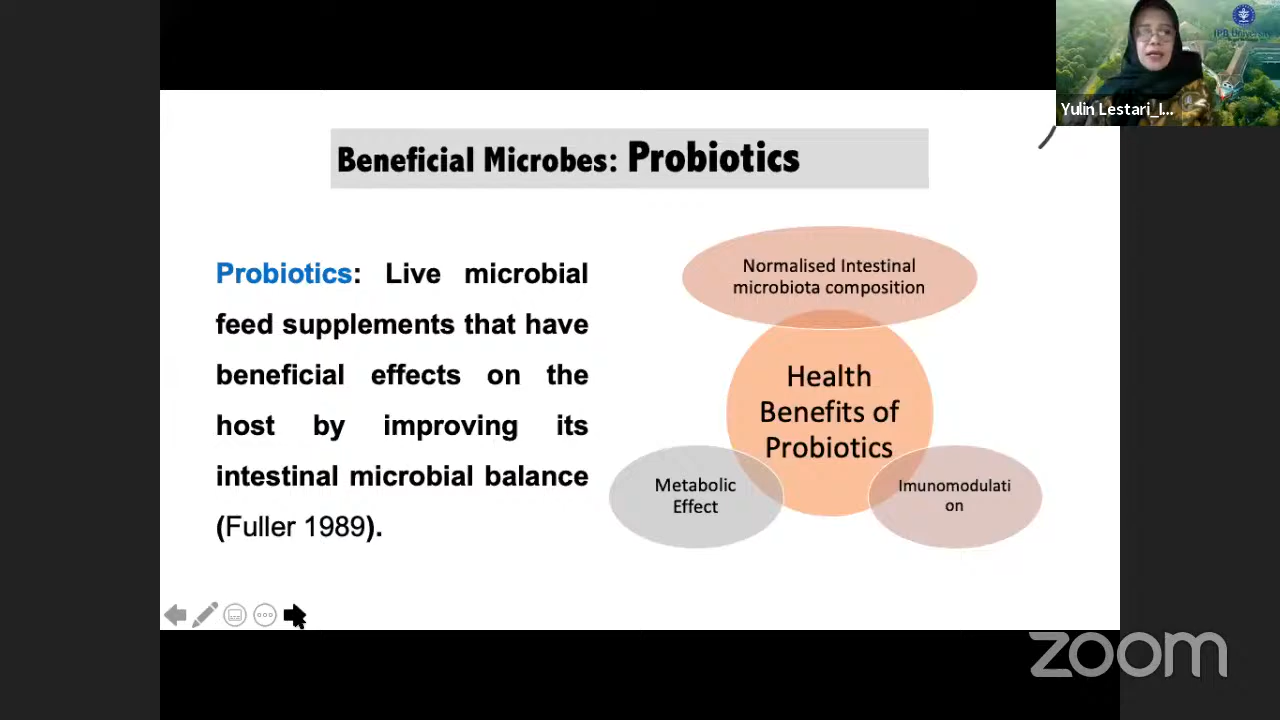 IPB University
Yulin Lestari_I...
Beneficial Microbes: Probiotics
Probiotics: Live microbial
feed supplements that have
beneficial effects on the
host by improving its
intestinal microbial balance
(Fuller 1989).
Normalised Intestinal
microbiota composition
Health
Benefits of
Probiotics
Metabolic
Effect
Imunomodulati
on
zoom